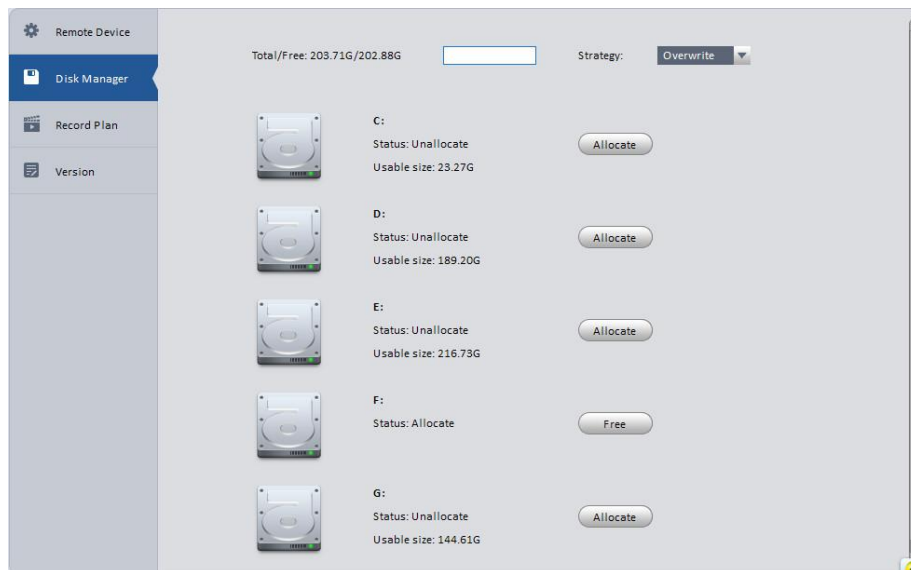 Remote Device
Disk Manager
Record Plan
Version
Total/Free: 203.71G/202.88G
Strategy: Overwrite
C:
Status: Unallocate
Allocate
Usable size: 23.27G
D:
Status: Unallocate
Allocate
Usable size: 189.20G
E:
Status: Unallocate
Allocate
Usable size: 216.73G
F:
Status: Allocate
Free
G:
Status: Unallocate
Allocate
Usable size: 144.61G